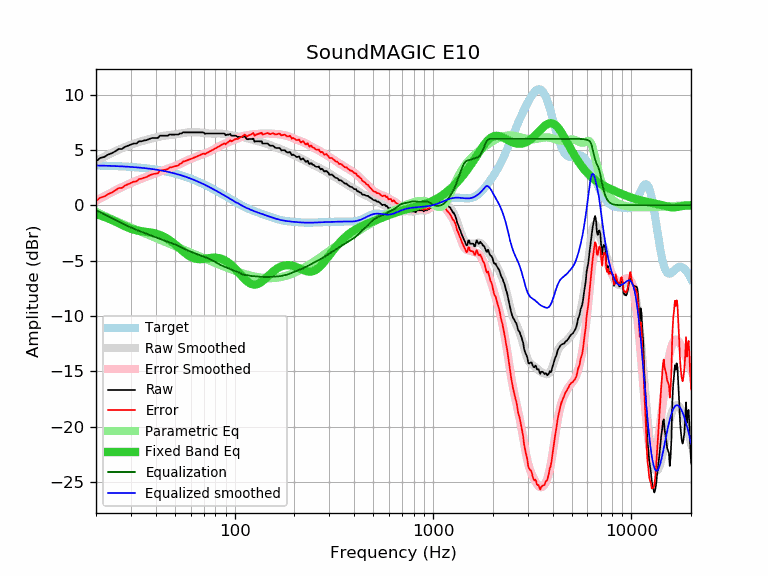 SoundMAGIC E10
Amplitude (dBr)
10
5
0
−5
−10
−15
−20
−25
Target
Raw Smoothed
Error Smoothed
Raw
Error
Parametric Eq
Fixed Band Eq
Equalization
Equalized smoothed
100
1000
10000
Frequency (Hz)